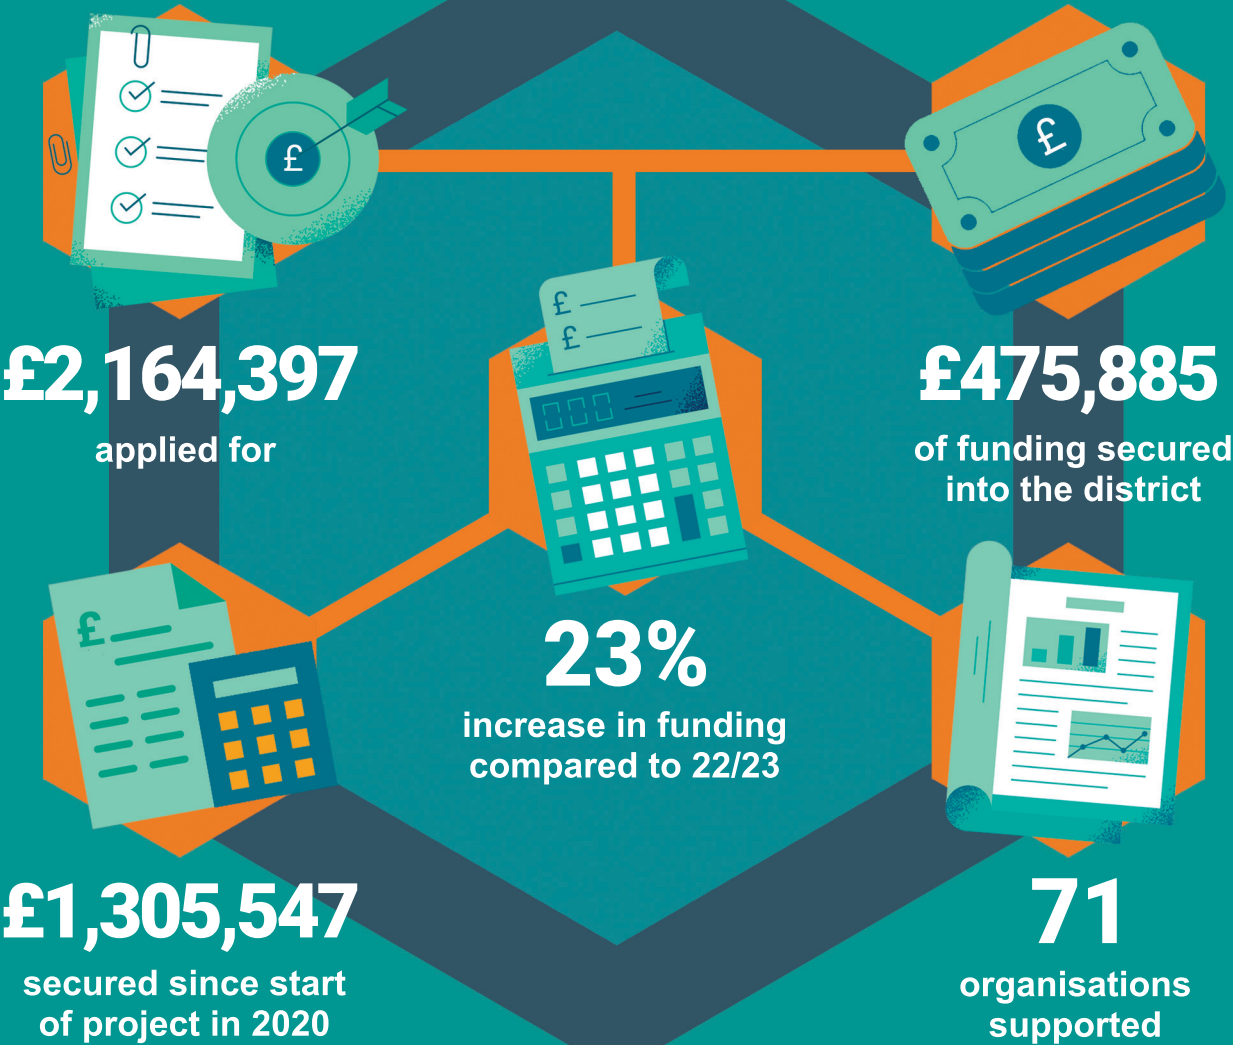 £
£
£
£
£2,164,397
applied for
£475,885
of funding secured
into the district
£
23%
increase in funding
compared to 22/23
£1,305,547
secured since start
of project in 2020
71
organisations
supported